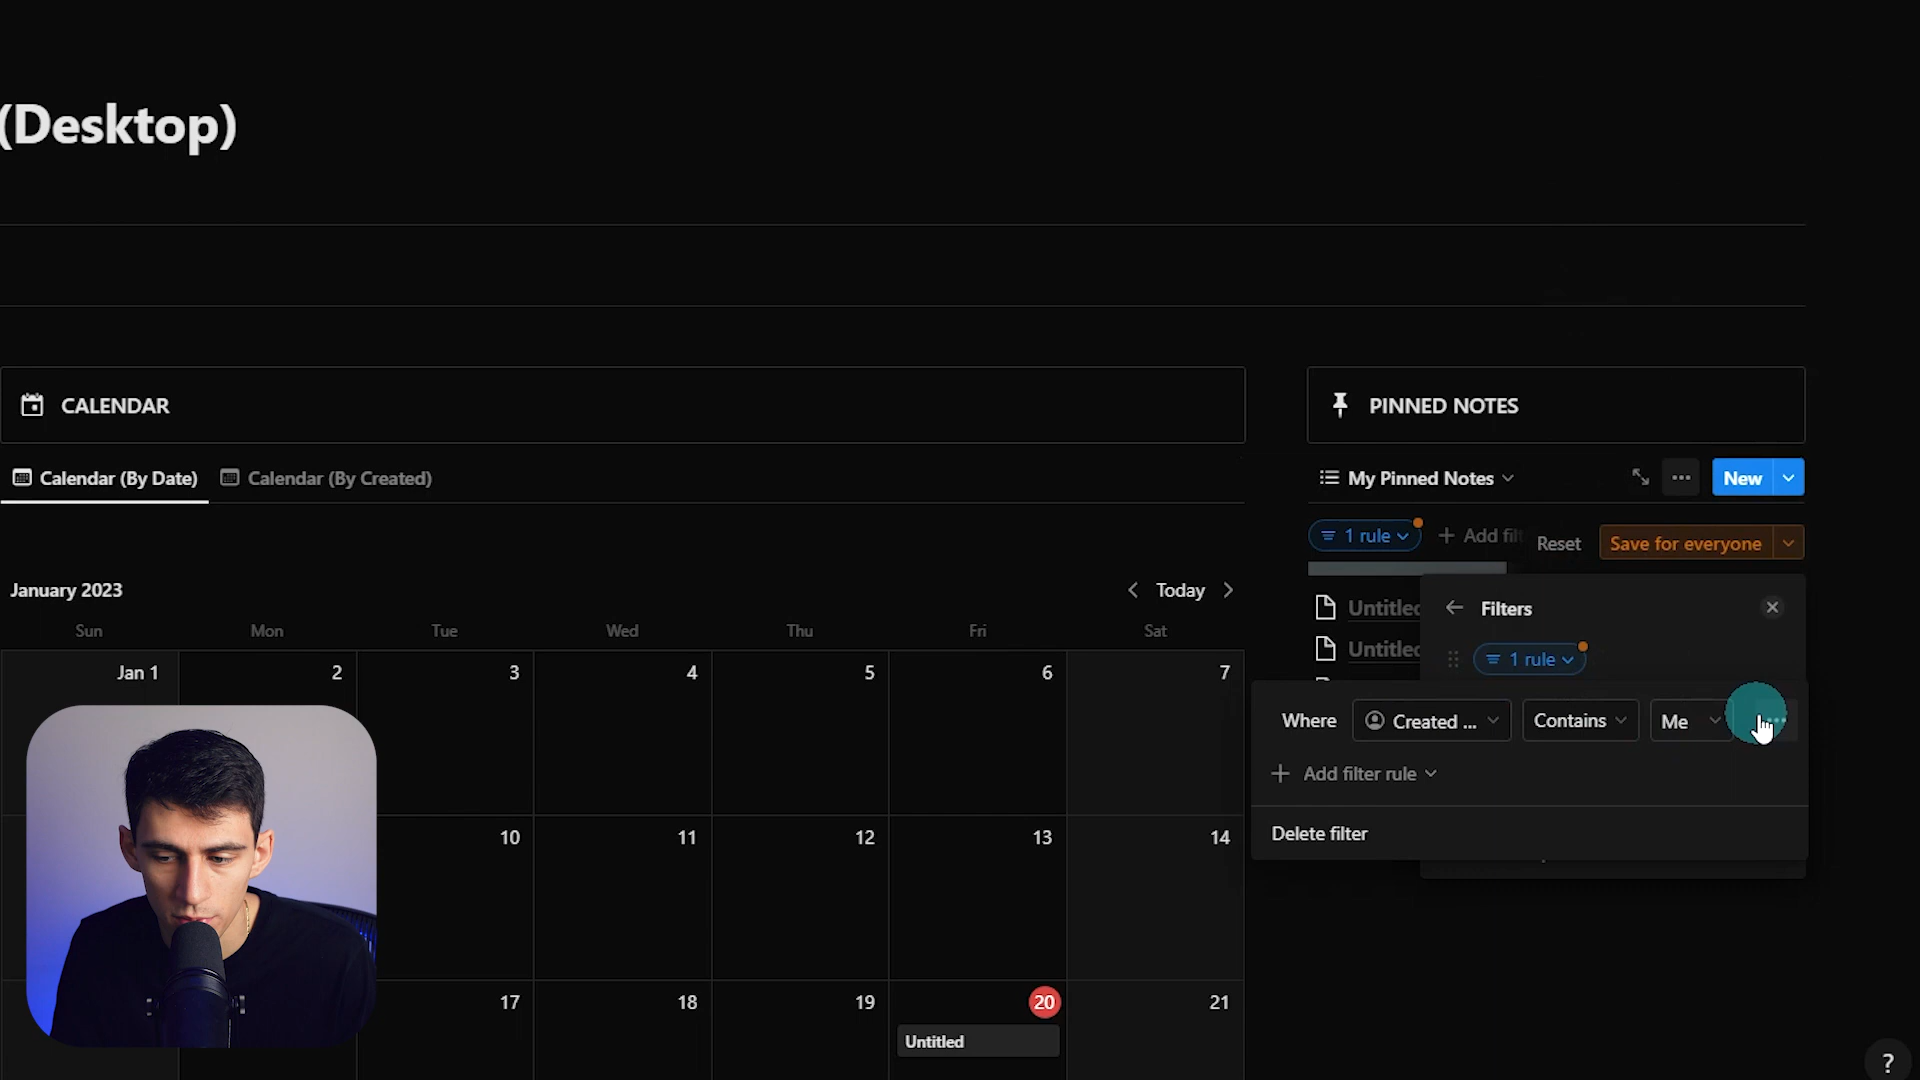 (Desktop)
CALENDAR
PINNED NOTES
Calendar (By Date) Calendar (By Created)
My Pinned Notes
New
1 rule
+ Add
Reset
Save for everyone
January 2023
Today
Filters
1 rule
Sun Mon Tue Wed Thu Fri Sat
Jan 1 2 3 4 5 6 7
Where Created ... Contains Me
+ Add filter rule
Delete filter
10 11 12 13 14
17 18 19 20 21
Untitled
?